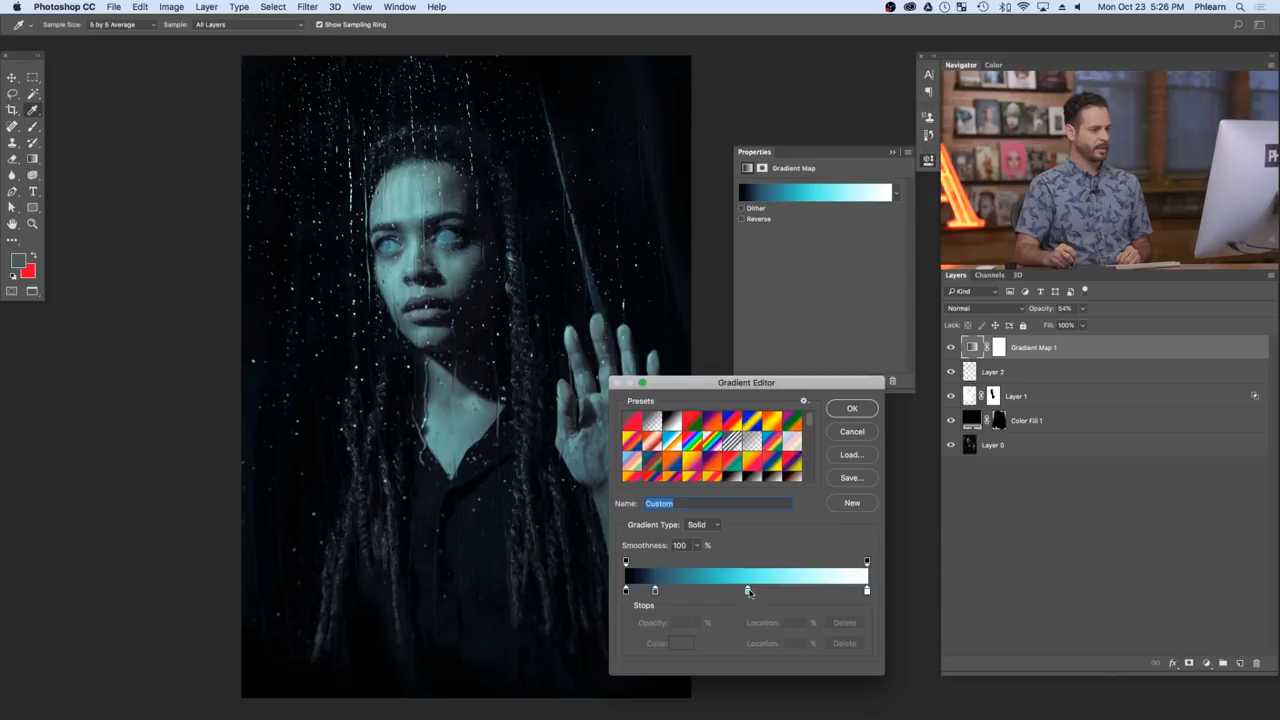 Photoshop CC File Edit Image Layer Type Select Filter 3D View Window Help
Mon Oct 23 5:26 PM Phlearn
Sample Size: 5 by 5 Average Sample: All Layers Show Sampling Ring
Navigator Color
Properties
Gradient Map
Dither
Reverse
Layers Channels 3D
Kind
Normal Opacity: 54%
Lock: Fill: 100%
Gradient Map 1
Layer 2
Layer 1
Color Fill 1
Layer 0
Gradient Editor
Presets
OK
Cancel
Load...
Save...
Name: Custom New
Gradient Type: Solid
Smoothness: 100 %
Stops
Opacity: % Location: % Delete
Color: Location: % Delete